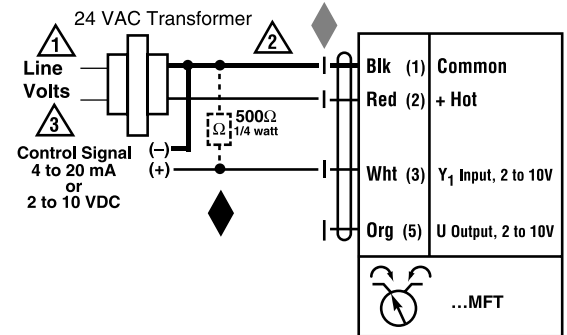 24 VAC Transformer
1
2
Line
Volts
3
Control Signal
4 to 20 mA
or
2 to 10 VDC
(–)
(+)
500Ω
1/4 watt
Ω
Blk (1) Common
Red (2) + Hot
Wht (3) Y₁ Input, 2 to 10V
Org (5) U Output, 2 to 10V
...MFT